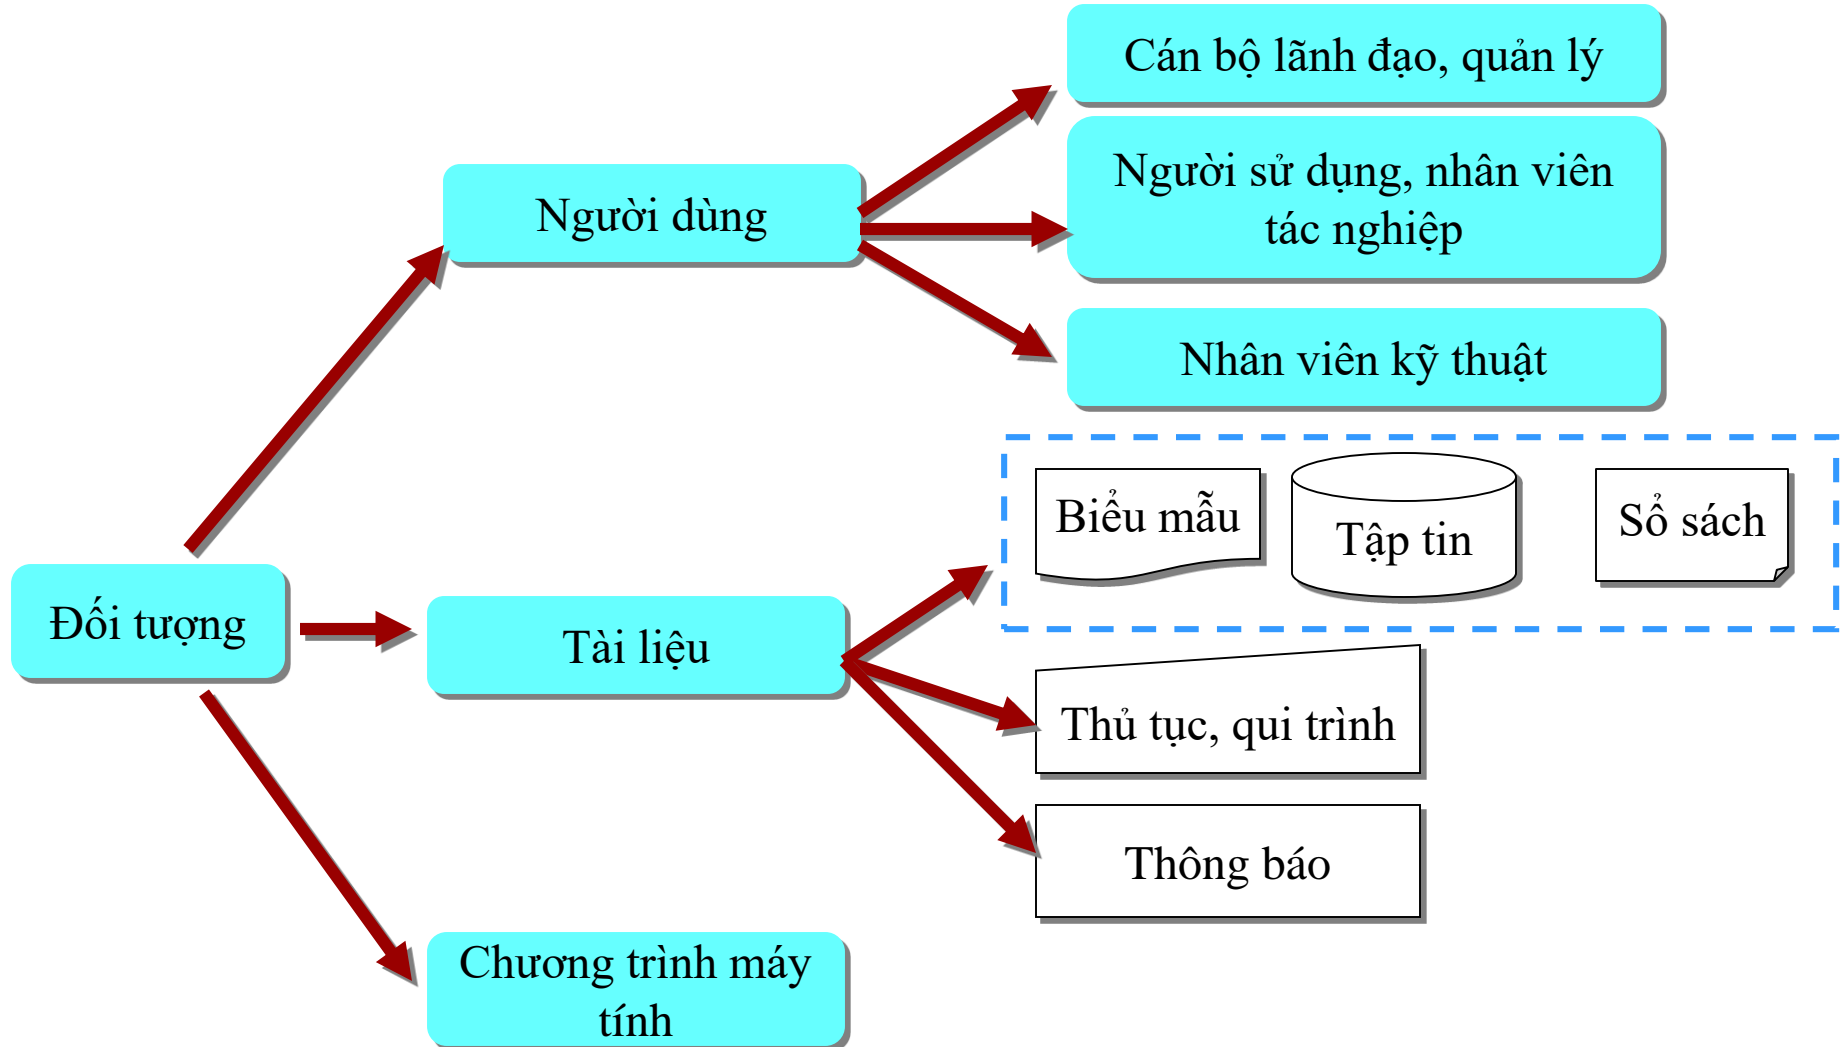 Cán bộ lãnh đạo, quản lý
Người sử dụng, nhân viên
tác nghiệp
Người dùng
Nhân viên kỹ thuật
Biểu mẫu
Tập tin
Sổ sách
Đối tượng
Tài liệu
Thủ tục, qui trình
Thông báo
Chương trình máy
tính